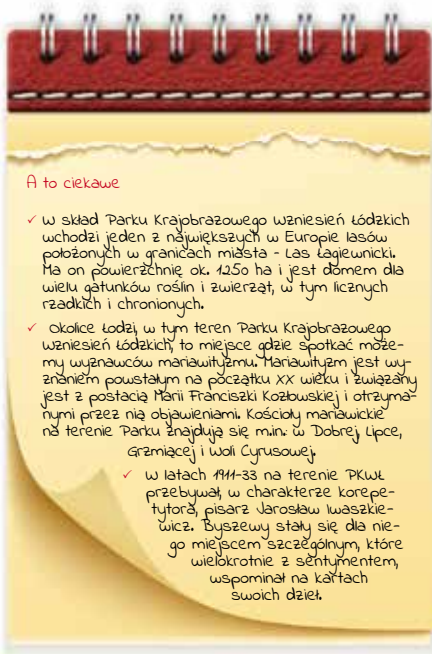 A to ciekawe
✓ W skład Parku Krajobrazowego Wzniesień Łódzkich
wchodzi jeden z największych w Europie lasów
położonych w granicach miasta - Las Łagiewnicki.
Ma on powierzchnię ok. 1250 ha i jest domem dla
wielu gatunków roślin i zwierząt, w tym licznych
rzadkich i chronionych.
✓ Okolice Łodzi, w tym teren Parku Krajobrazowego
Wzniesień Łódzkich, to miejsce gdzie spotkać może-
my wyznawców mariawityzmu. Mariawityzm jest wy-
znaniem powstałym na początku XX wieku i związany
jest z postacią Marii Franciszki Kozłowskiej i otrzyma-
nymi przez nią objawieniami. Kościoły mariawickie
na terenie Parku znajdują się m.in.: w Dobrej, Lipce,
Grzmiącej i Woli Cyrusowej.
✓ W latach 1911-33 na terenie PKWŁ
przebywał, w charakterze korepe-
tytora, pisarz Jarosław Iwaszkie-
wicz. Byszewy stały się dla nie-
go miejscem szczególnym, które
wielokrotnie z sentymentem,
wspominał na kartach
swoich dzieł.